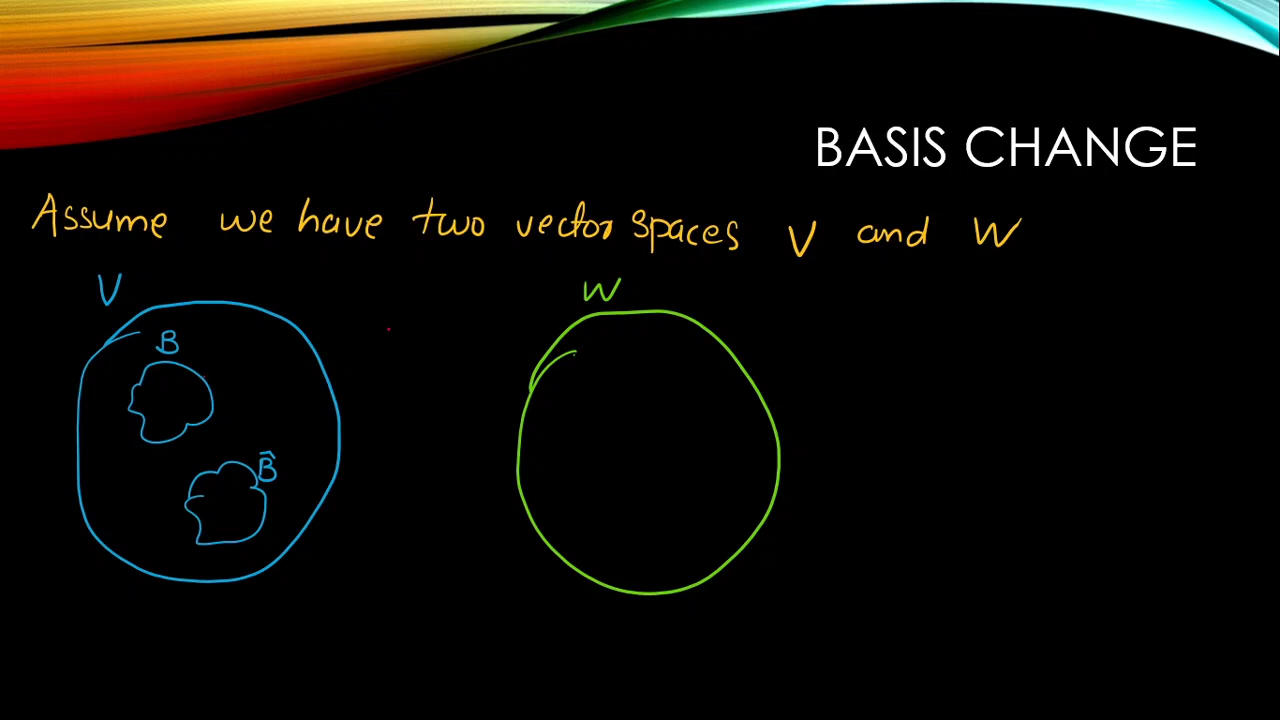 BASIS CHANGE
Assume we have two vector spaces V and W
V
W
B
B̂